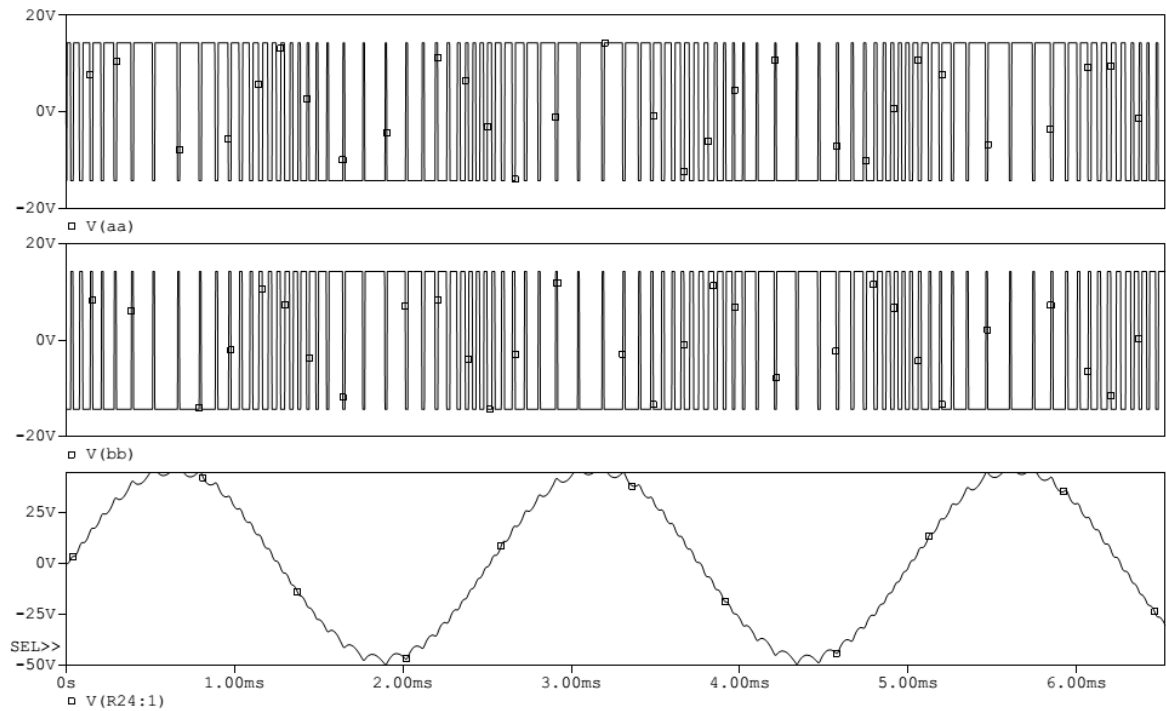 20V
0V
-20V
V(aa)
20V
0V
-20V
V(bb)
25V
0V
-25V
SEL>>
-50V
0s 1.00ms 2.00ms 3.00ms 4.00ms 5.00ms 6.00ms
V(R24:1)